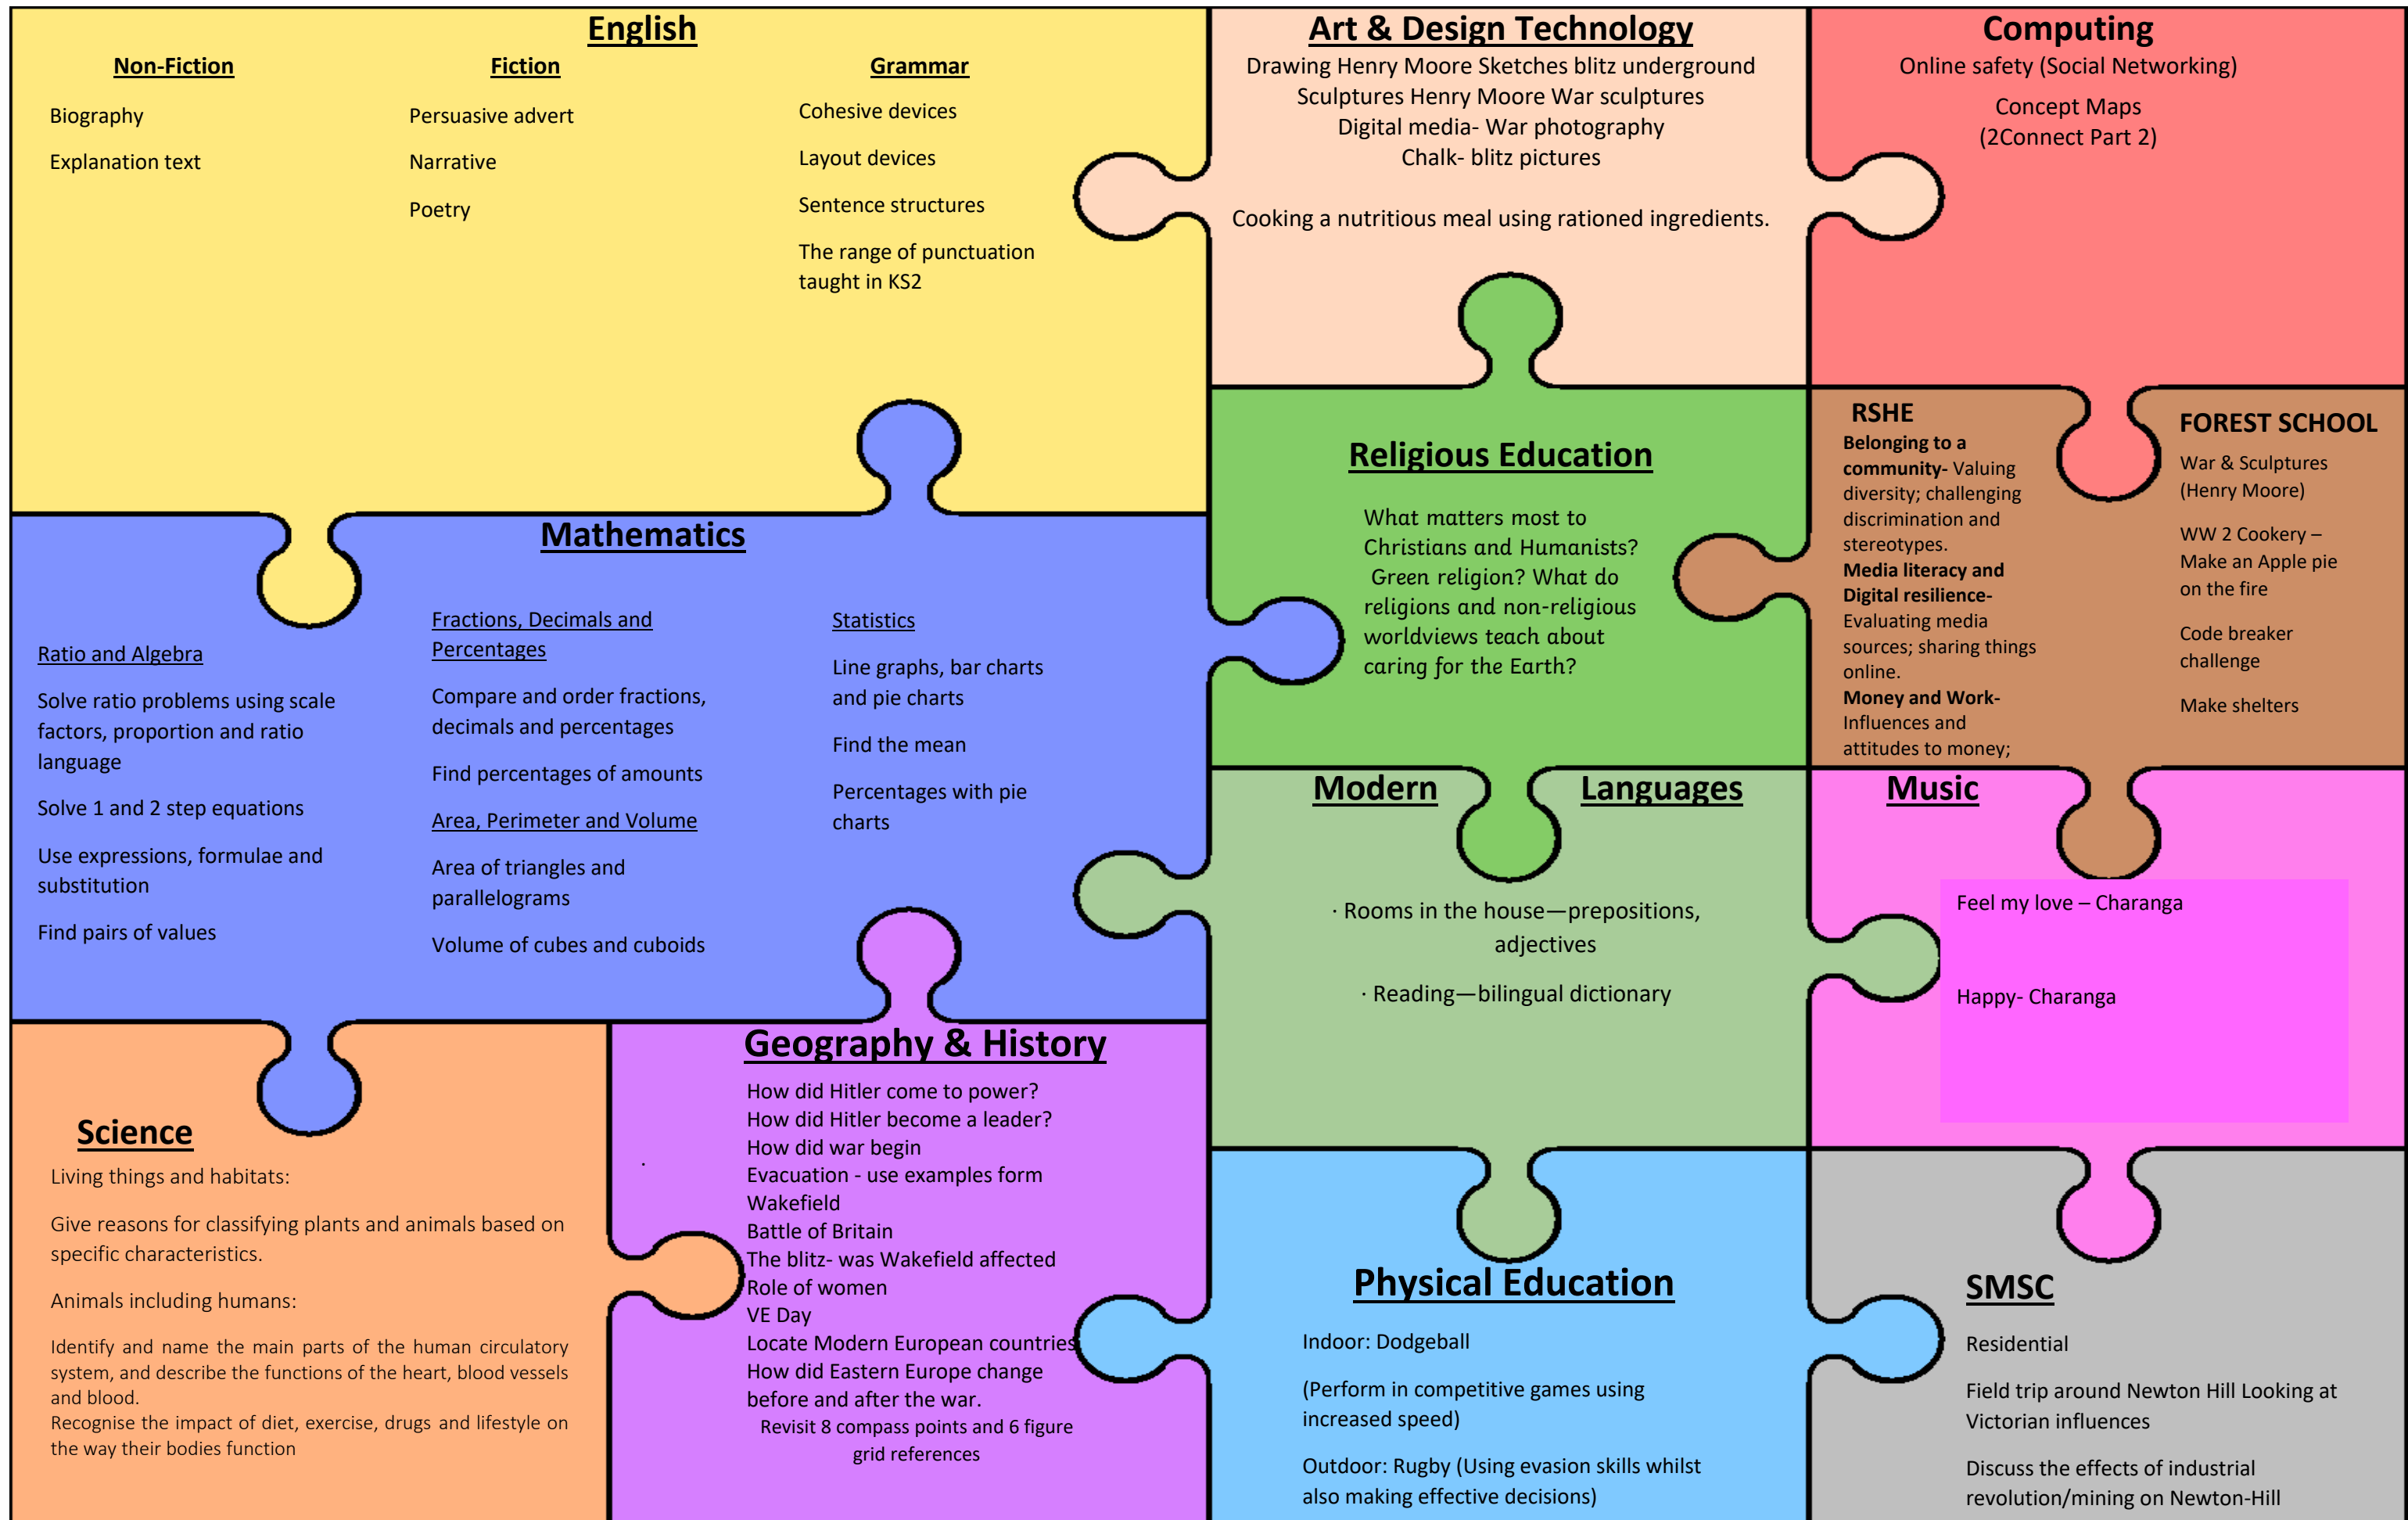 English
Non-Fiction
Biography
Explanation text
Fiction
Persuasive advert
Narrative
Poetry
Grammar
Cohesive devices
Layout devices
Sentence structures
The range of punctuation
taught in KS2
Art & Design Technology
Drawing Henry Moore Sketches blitz underground
Sculptures Henry Moore War sculptures
Digital media- War photography
Chalk- blitz pictures
Cooking a nutritious meal using rationed ingredients.
Computing
Online safety (Social Networking)
Concept Maps
(2Connect Part 2)
Mathematics
Ratio and Algebra
Solve ratio problems using scale
factors, proportion and ratio
language
Solve 1 and 2 step equations
Use expressions, formulae and
substitution
Find pairs of values
Fractions, Decimals and
Percentages
Compare and order fractions,
decimals and percentages
Find percentages of amounts
Area, Perimeter and Volume
Area of triangles and
parallelograms
Volume of cubes and cuboids
Statistics
Line graphs, bar charts
and pie charts
Find the mean
Percentages with pie
charts
Religious Education
What matters most to
Christians and Humanists?
Green religion? What do
religions and non-religious
worldviews teach about
caring for the Earth?
RSHE
Belonging to a
community- Valuing
diversity; challenging
discrimination and
stereotypes.
Media literacy and
Digital resilience-
Evaluating media
sources; sharing things
online.
Money and Work-
Influences and
attitudes to money;
FOREST SCHOOL
War & Sculptures
(Henry Moore)
WW 2 Cookery –
Make an Apple pie
on the fire
Code breaker
challenge
Make shelters
Modern Languages
· Rooms in the house—prepositions,
adjectives
· Reading—bilingual dictionary
Music
Feel my love – Charanga
Happy- Charanga
Science
Living things and habitats:
Give reasons for classifying plants and animals based on
specific characteristics.
Animals including humans:
Identify and name the main parts of the human circulatory
system, and describe the functions of the heart, blood vessels
and blood.
Recognise the impact of diet, exercise, drugs and lifestyle on
the way their bodies function
Geography & History
How did Hitler come to power?
How did Hitler become a leader?
How did war begin
Evacuation - use examples form
Wakefield
Battle of Britain
The blitz- was Wakefield affected
Role of women
VE Day
Locate Modern European countries
How did Eastern Europe change
before and after the war.
Revisit 8 compass points and 6 figure
grid references
Physical Education
Indoor: Dodgeball
(Perform in competitive games using
increased speed)
Outdoor: Rugby (Using evasion skills whilst
also making effective decisions)
SMSC
Residential
Field trip around Newton Hill Looking at
Victorian influences
Discuss the effects of industrial
revolution/mining on Newton-Hill